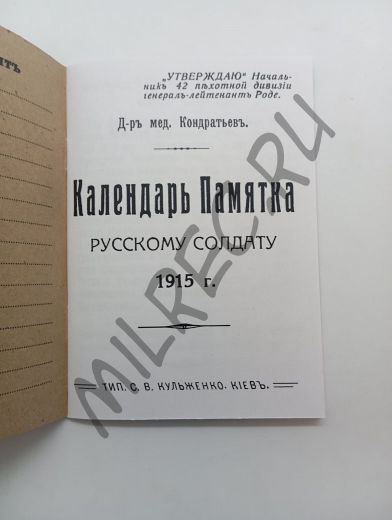 итъ
„УТВЕРЖДАЮ“ Началь-
никъ 42 пѣхотной дивизіи
генералъ-лейтенантъ Роде.
Д-ръ мед. Кондратьевъ.
Календарь Памятка
РУССКОМУ СОЛДАТУ
1915 г.
ТИП. С. В. КУЛЬЖЕНКО. КІЕВЪ.
MILREC.RU